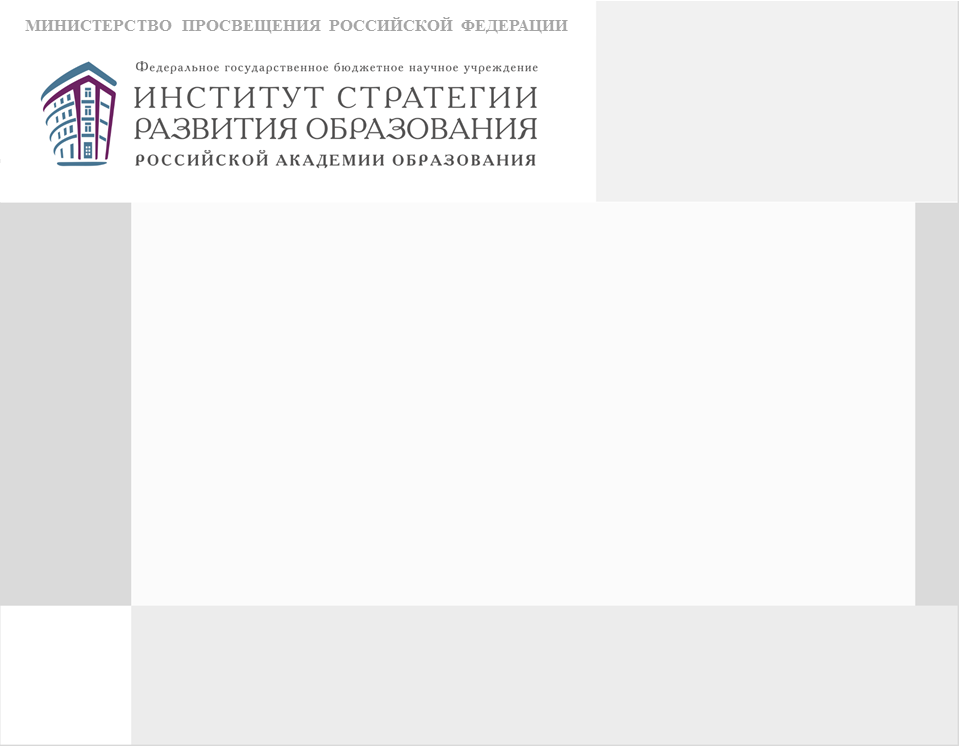 МИНИСТЕРСТВО ПРОСВЕЩЕНИЯ РОССИЙСКОЙ ФЕДЕРАЦИИ
Федеральное государственное бюджетное научное учреждение
ИНСТИТУТ СТРАТЕГИИ
РАЗВИТИЯ ОБРАЗОВАНИЯ
РОССИЙСКОЙ АКАДЕМИИ ОБРАЗОВАНИЯ